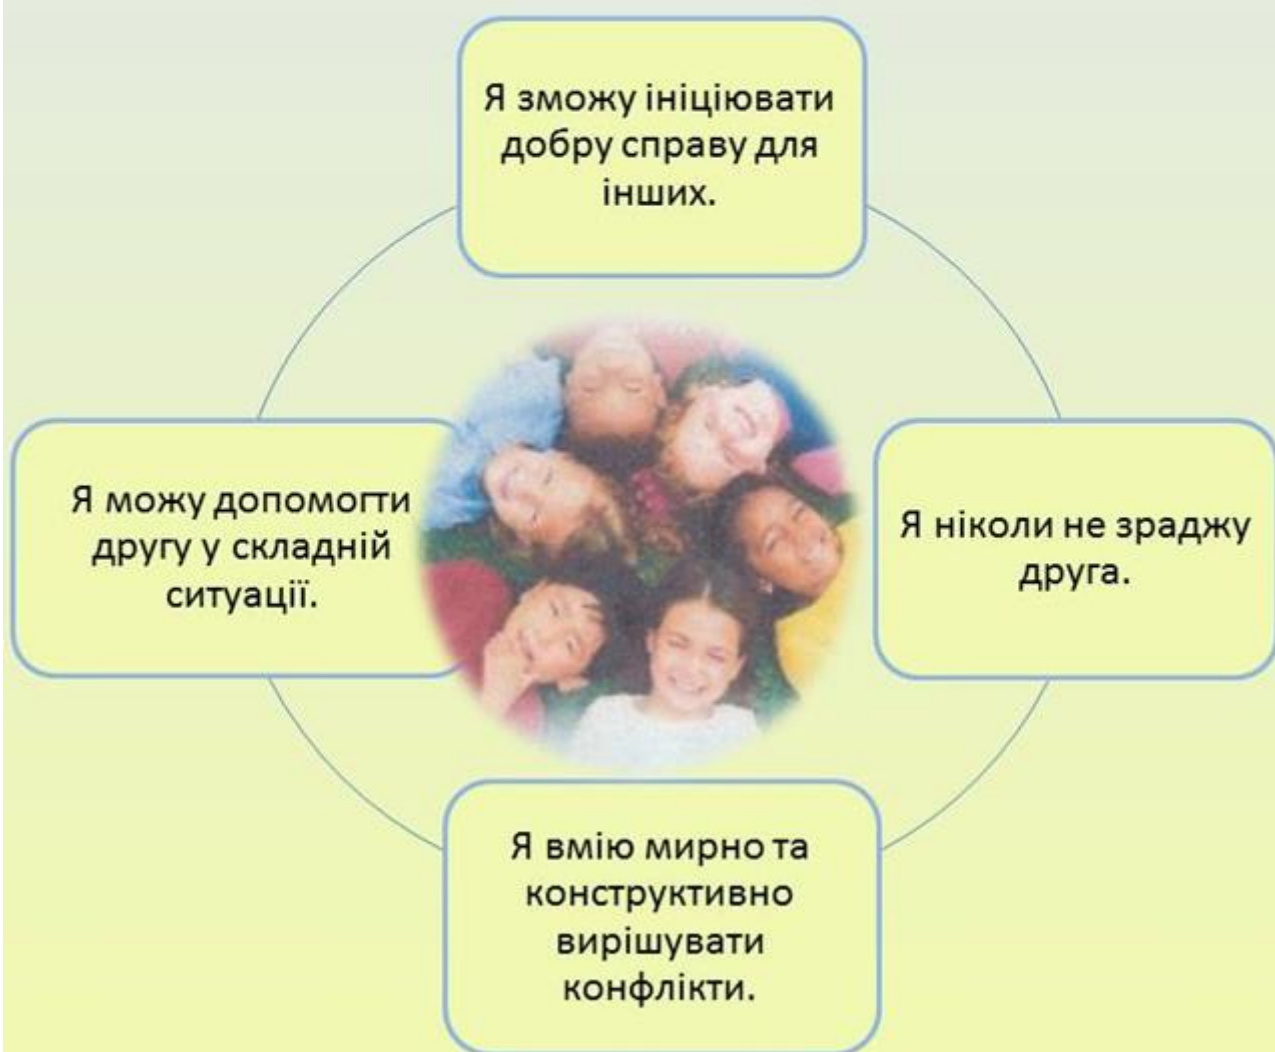 Я зможу ініціювати
добру справу для
інших.
Я можу допомогти
другу у складній
ситуації.
Я ніколи не зраджу
друга.
Я вмію мирно та
конструктивно
вирішувати
конфлікти.